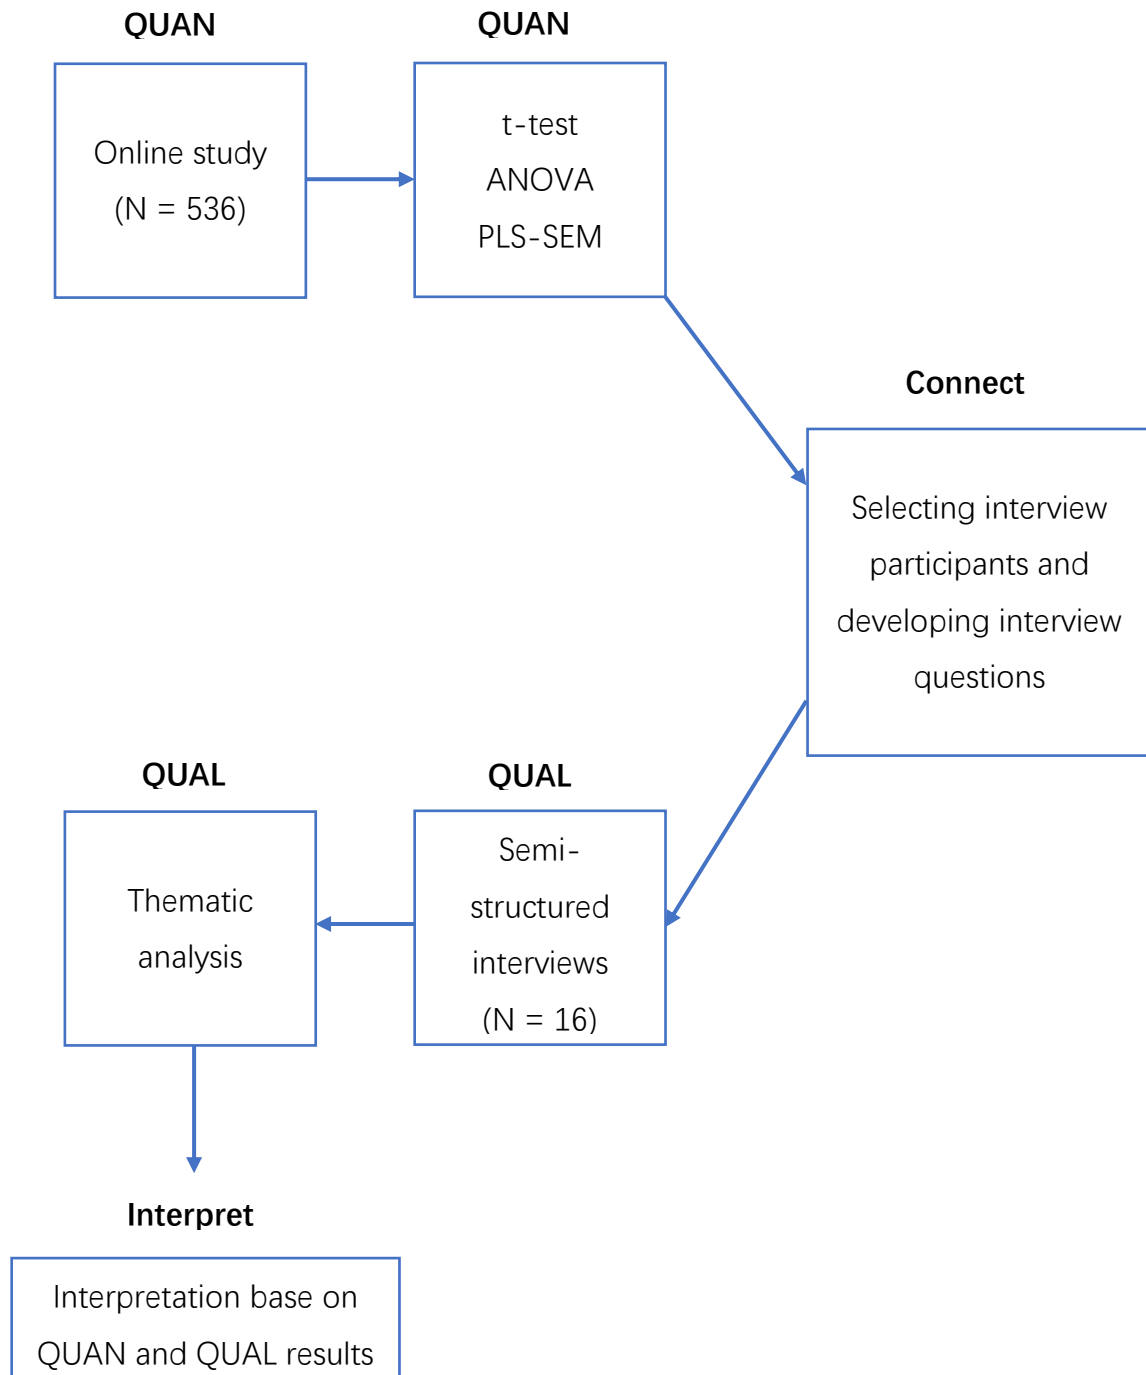 QUAN
Online study
(N = 536)
QUAN
t-test
ANOVA
PLS-SEM
Connect
Selecting interview
participants and
developing interview
questions
QUAL
Semi-
structured
interviews
(N = 16)
QUAL
Thematic
analysis
Interpret
Interpretation base on
QUAN and QUAL results